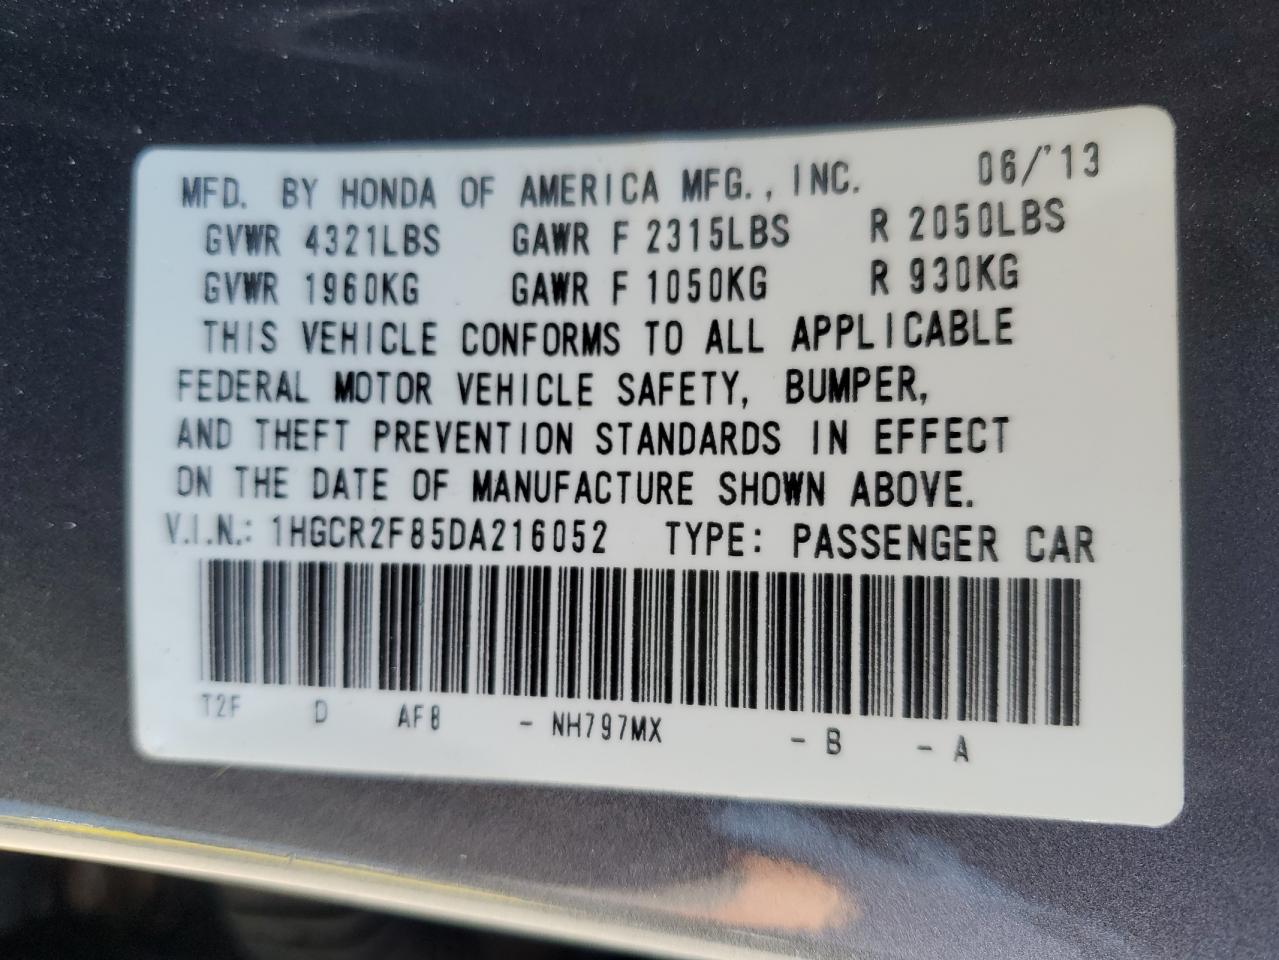 MFD. BY HONDA OF AMERICA MFG., INC. 06/'13
GVWR 4321LBS GAWR F 2315LBS R 2050LBS
GVWR 1960KG GAWR F 1050KG R 930KG
THIS VEHICLE CONFORMS TO ALL APPLICABLE
FEDERAL MOTOR VEHICLE SAFETY, BUMPER,
AND THEFT PREVENTION STANDARDS IN EFFECT
ON THE DATE OF MANUFACTURE SHOWN ABOVE.
V.I.N.: 1HGCR2F85DA216052 TYPE: PASSENGER CAR
T2F D AF8 - NH797MX - B - A